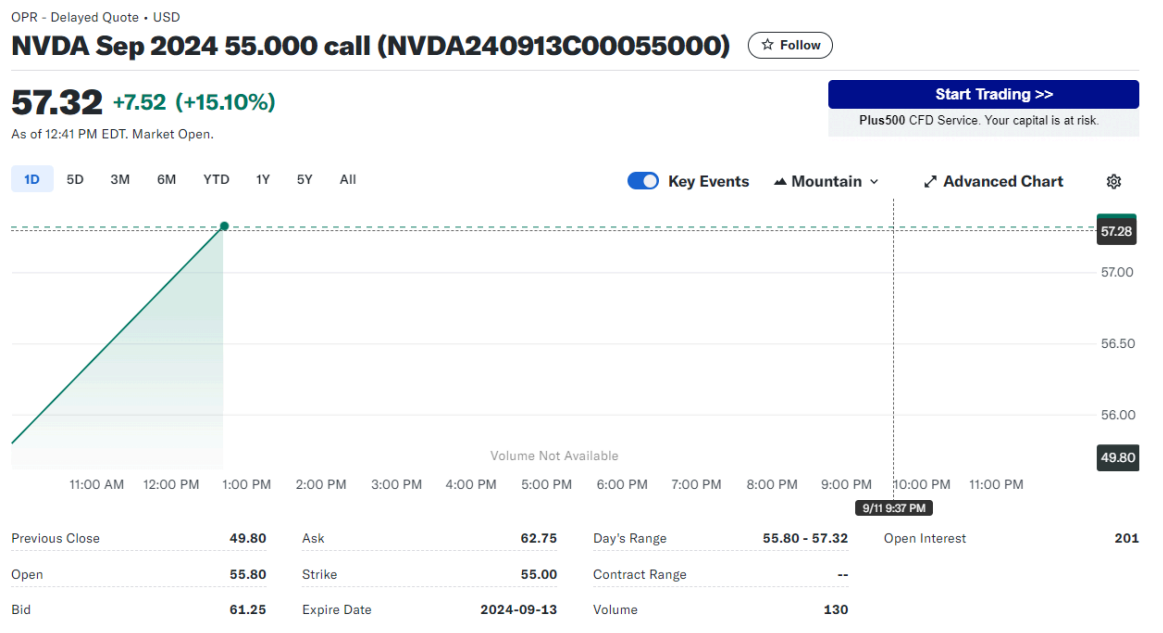 OPR - Delayed Quote • USD
NVDA Sep 2024 55.000 call (NVDA240913C00055000)
Follow
57.32 +7.52 (+15.10%)
As of 12:41 PM EDT. Market Open.
Start Trading >>
Plus500 CFD Service. Your capital is at risk.
1D 5D 3M 6M YTD 1Y 5Y All
Key Events Mountain Advanced Chart
57.28
57.00
56.50
56.00
Volume Not Available
49.80
11:00 AM 12:00 PM 1:00 PM 2:00 PM 3:00 PM 4:00 PM 5:00 PM 6:00 PM 7:00 PM 8:00 PM 9:00 PM 10:00 PM 11:00 PM
9/11 9:37 PM
Previous Close 49.80 Ask 62.75 Day's Range 55.80 - 57.32 Open Interest 201
Open 55.80 Strike 55.00 Contract Range --
Bid 61.25 Expire Date 2024-09-13 Volume 130